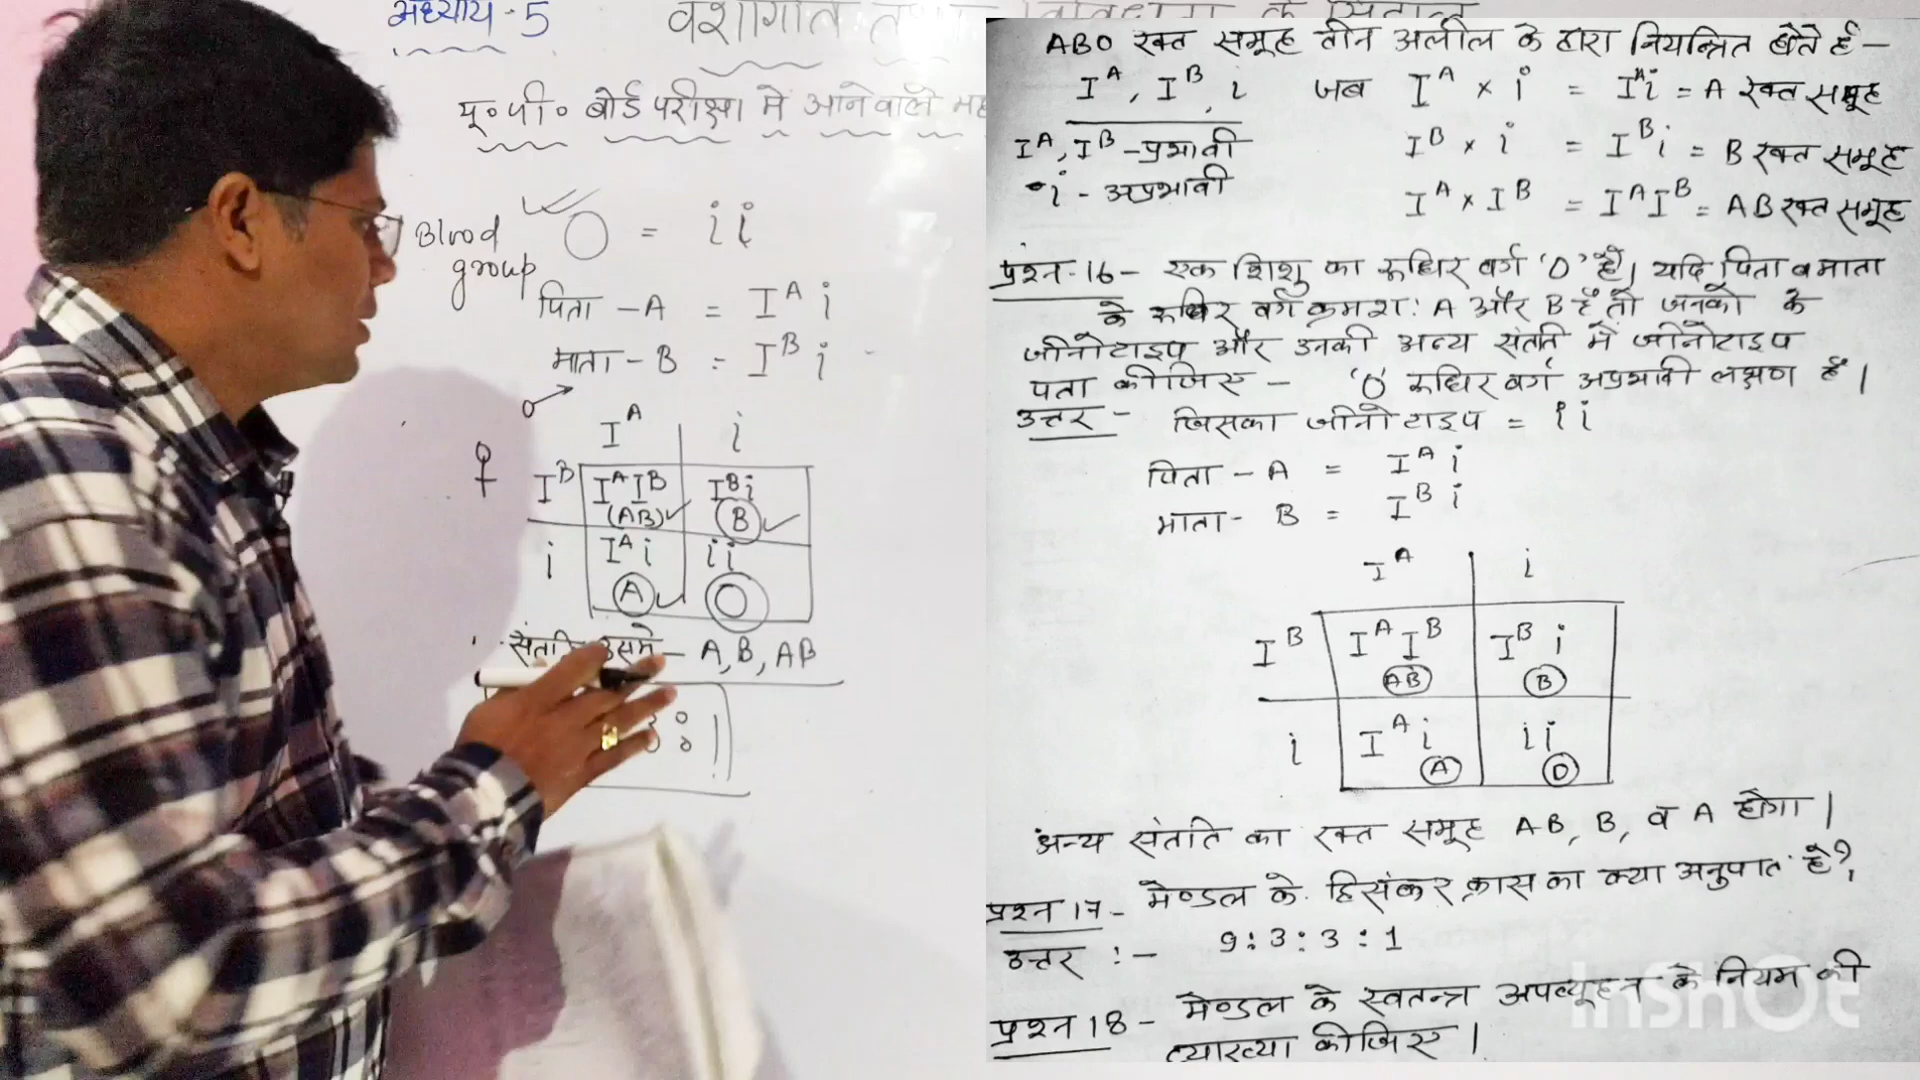 अध्याय-5
यू०पी० बोर्ड परीक्षा में आने वाले
Blood group
O = ii
पिता - A = I^A i
माता - B = I^B i
I^A i
♀ I^B I^A I^B I^B i
(AB) B
i I^A i ii
A O
उसमे - A, B, AB
ABO रक्त समूह तीन अलील के द्वारा नियन्त्रित होते है -
I^A, I^B, i जब I^A × i = I^A i = A रक्त समूह
I^A, I^B - प्रभावी I^B × i = I^B i = B रक्त समूह
i - अप्रभावी I^A × I^B = I^A I^B = AB रक्त समूह
प्रश्न-16 - एक शिशु का रूधिर वर्ग 'O' है। यदि पिता व माता
के रूधिर वर्ग क्रमश: A और B हैं तो जनको के
जीनोटाइप और उनकी अन्य संतति में जीनोटाइप
पता कीजिए - 'O' रूधिर वर्ग अप्रभावी लक्षण है।
उत्तर - जिसका जीनोटाइप = ii
पिता - A = I^A i
माता - B = I^B i
I^A i
I^B I^A I^B I^B i
AB B
i I^A i ii
A O
अन्य संतति का रक्त समूह AB, B, व A होगा।
प्रश्न 17 - मेण्डल के द्विसंकर क्रास का क्या अनुपात है?
उत्तर :- 9:3:3:1
प्रश्न 18 - मेण्डल के स्वतन्त्र अपव्यूहन के नियम की
व्याख्या कीजिए।
InShOt